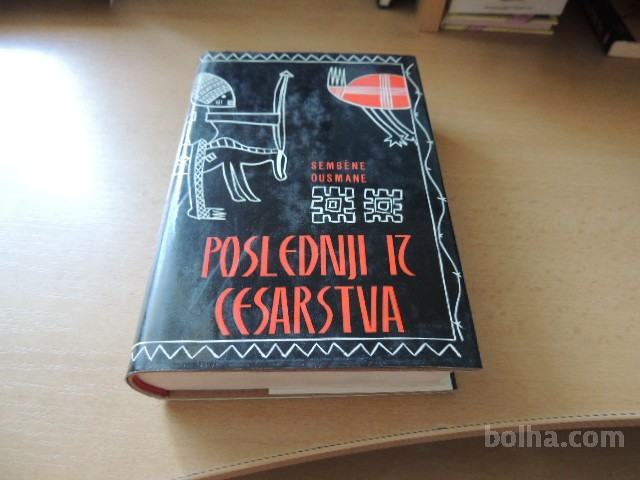 SEMBÈNE
OUSMANE
POSLEDNJI IZ
CESARSTVA
bolha.com